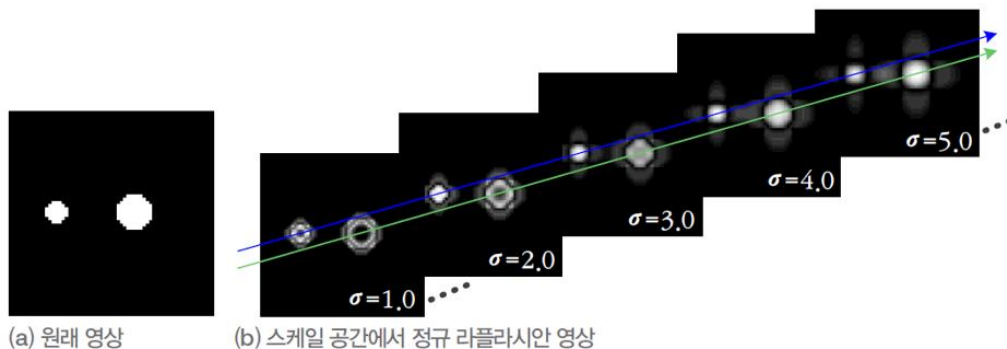 σ=1.0
σ=2.0
σ=3.0
σ=4.0
σ=5.0
(a) 원래 영상
(b) 스케일 공간에서 정규 라플라시안 영상